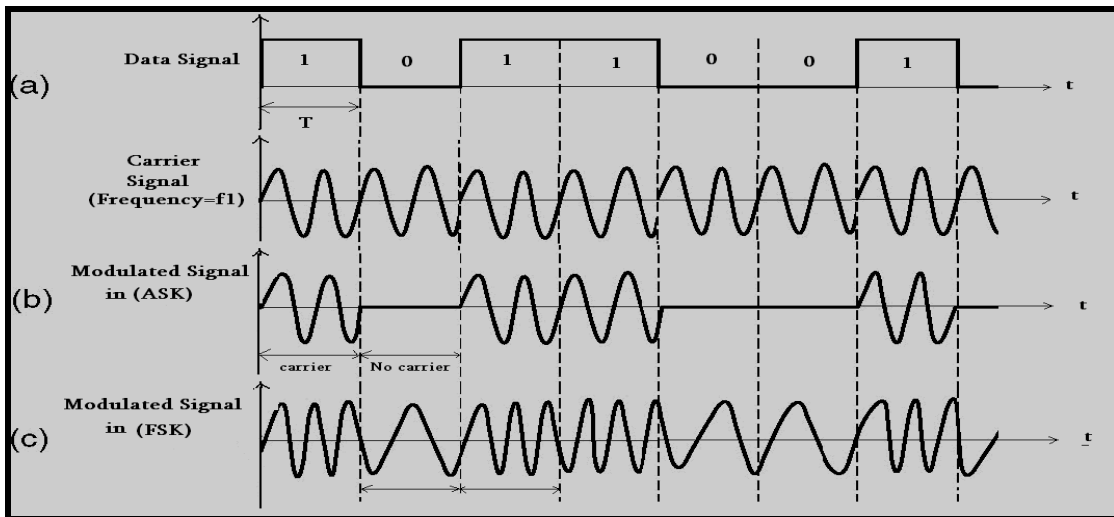 Data Signal
1 0 1 1 0 0 1
(a)
t
T
Carrier
Signal
(Frequency=f1)
t
Modulated Signal
in (ASK)
(b)
t
carrier
No carrier
Modulated Signal
in (FSK)
(c)
t